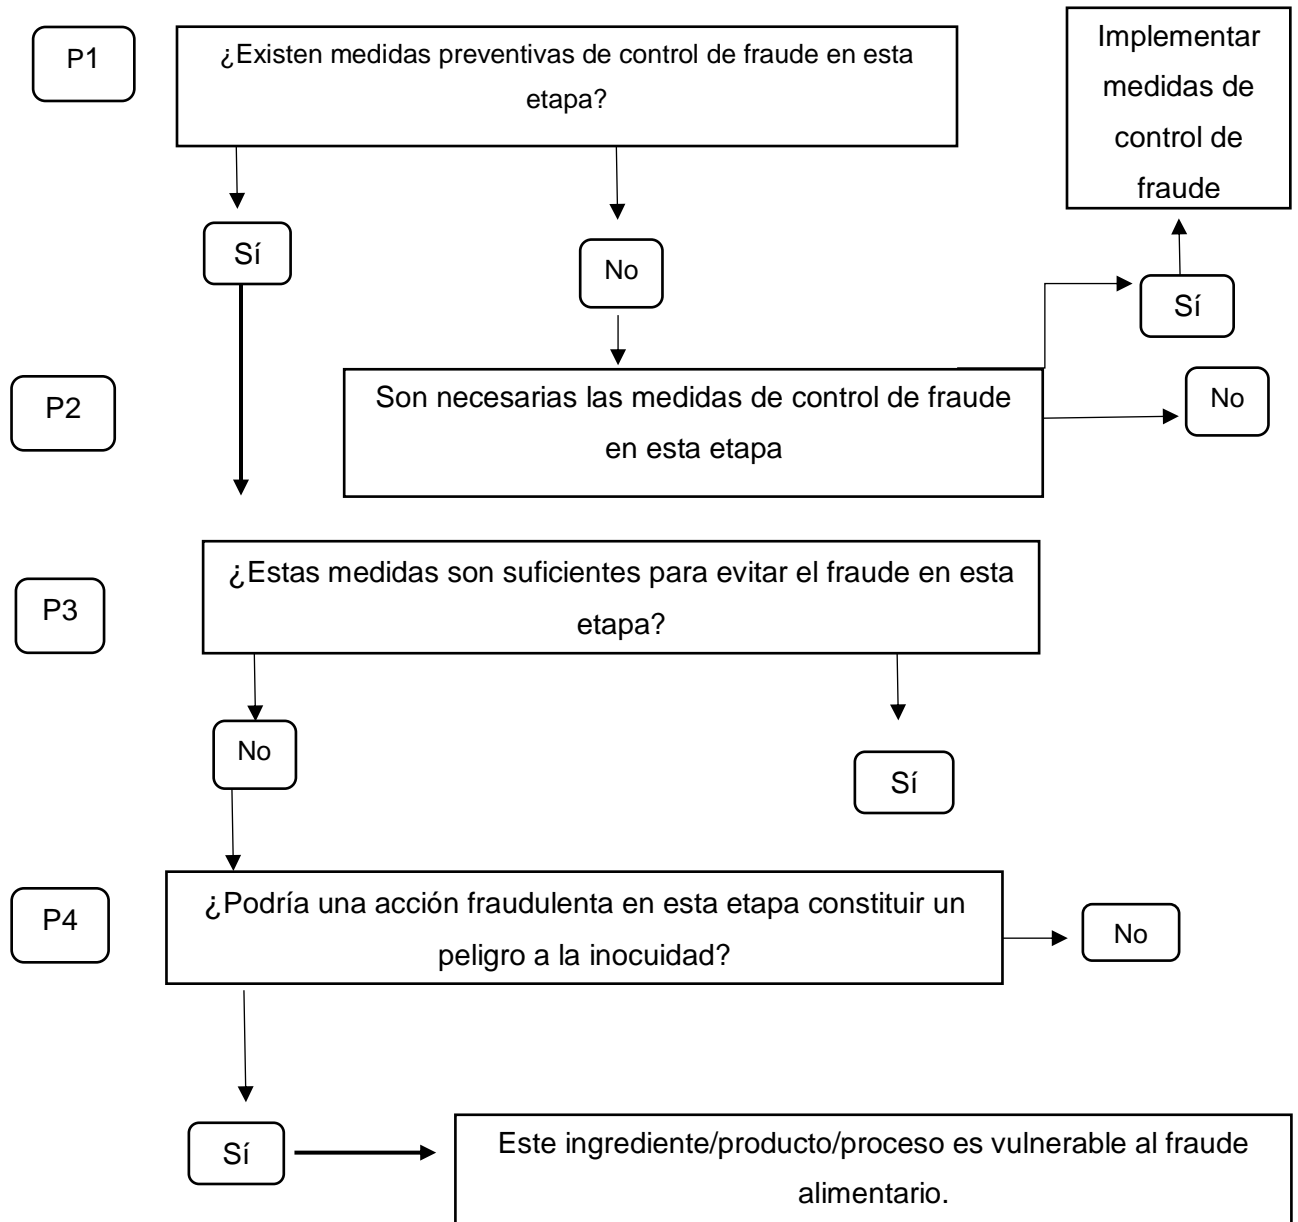 P1
¿Existen medidas preventivas de control de fraude en esta
etapa?
Implementar
medidas de
control de
fraude
Sí
No
Sí
P2
Son necesarias las medidas de control de fraude
en esta etapa
No
P3
¿Estas medidas son suficientes para evitar el fraude en esta
etapa?
No
Sí
P4
¿Podría una acción fraudulenta en esta etapa constituir un
peligro a la inocuidad?
No
Sí
Este ingrediente/producto/proceso es vulnerable al fraude
alimentario.